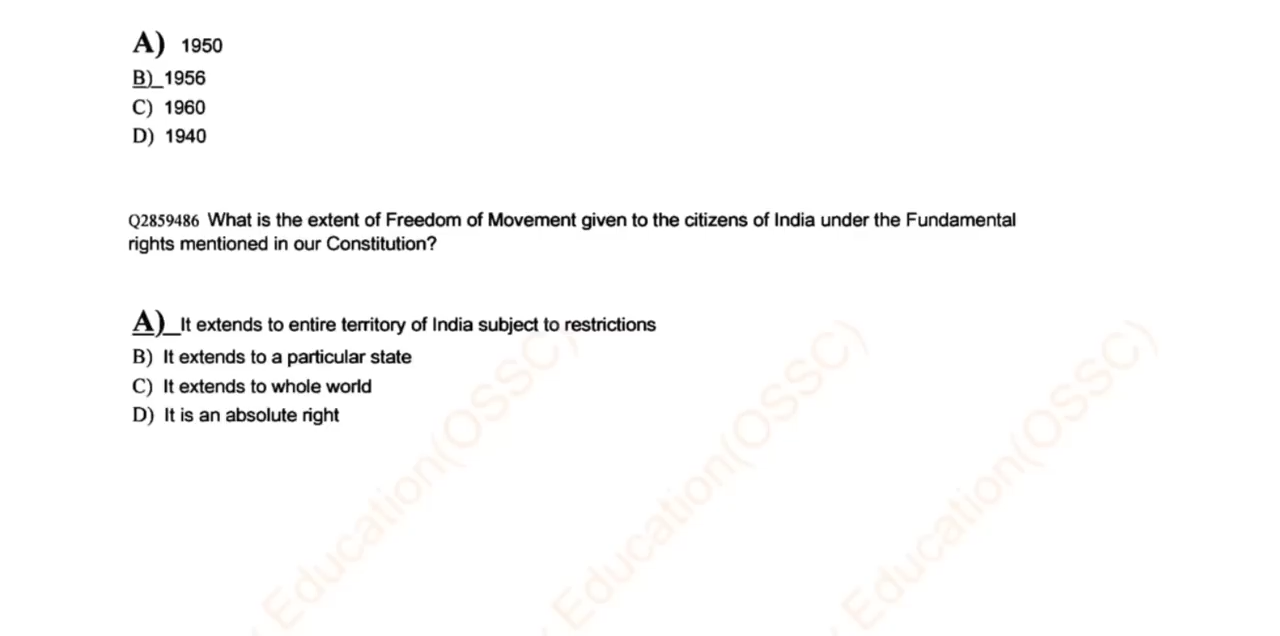 A) 1950
B) 1956
C) 1960
D) 1940
Q2859486 What is the extent of Freedom of Movement given to the citizens of India under the Fundamental
rights mentioned in our Constitution?
A) It extends to entire territory of India subject to restrictions
B) It extends to a particular state
C) It extends to whole world
D) It is an absolute right
Education(OSSC)
Education(OSSC)
Education(OSSC)